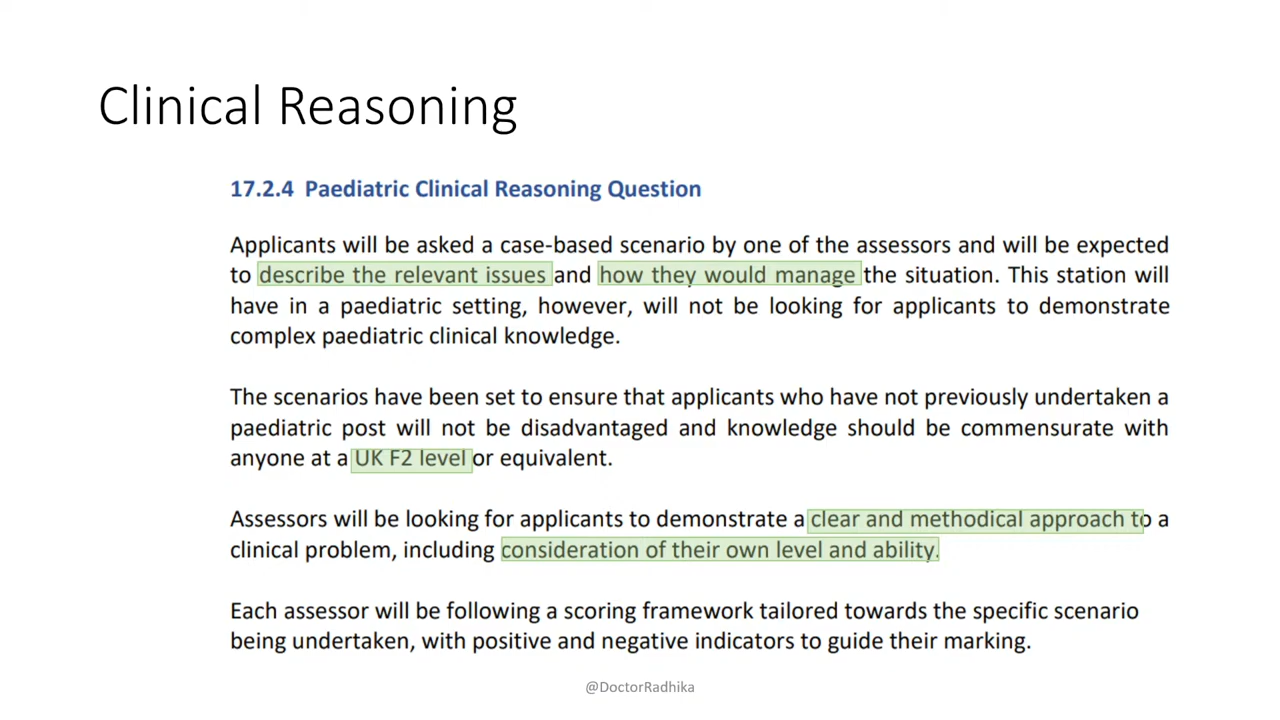 Clinical Reasoning
17.2.4 Paediatric Clinical Reasoning Question
Applicants will be asked a case-based scenario by one of the assessors and will be expected
to describe the relevant issues and how they would manage the situation. This station will
have in a paediatric setting, however, will not be looking for applicants to demonstrate
complex paediatric clinical knowledge.
The scenarios have been set to ensure that applicants who have not previously undertaken a
paediatric post will not be disadvantaged and knowledge should be commensurate with
anyone at a UK F2 level or equivalent.
Assessors will be looking for applicants to demonstrate a clear and methodical approach to a
clinical problem, including consideration of their own level and ability.
Each assessor will be following a scoring framework tailored towards the specific scenario
being undertaken, with positive and negative indicators to guide their marking.
@DoctorRadhika